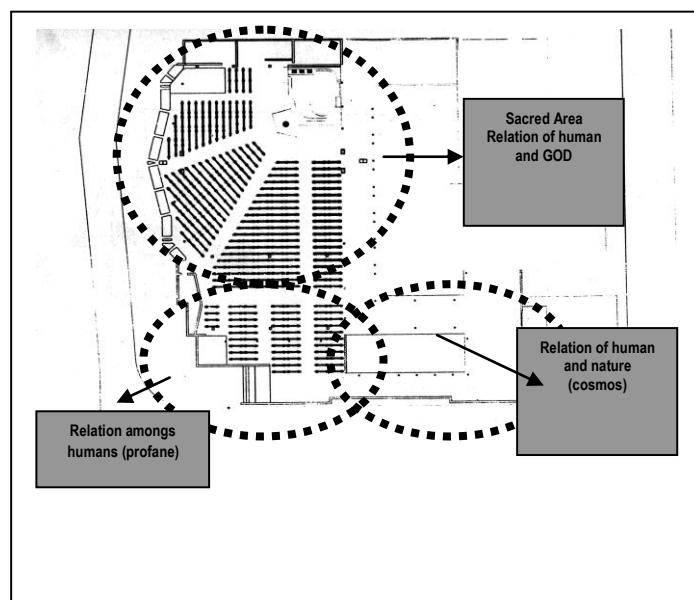 Sacred Area
Relation of human
and GOD
Relation of human
and nature
(cosmos)
Relation amongs
humans (profane)